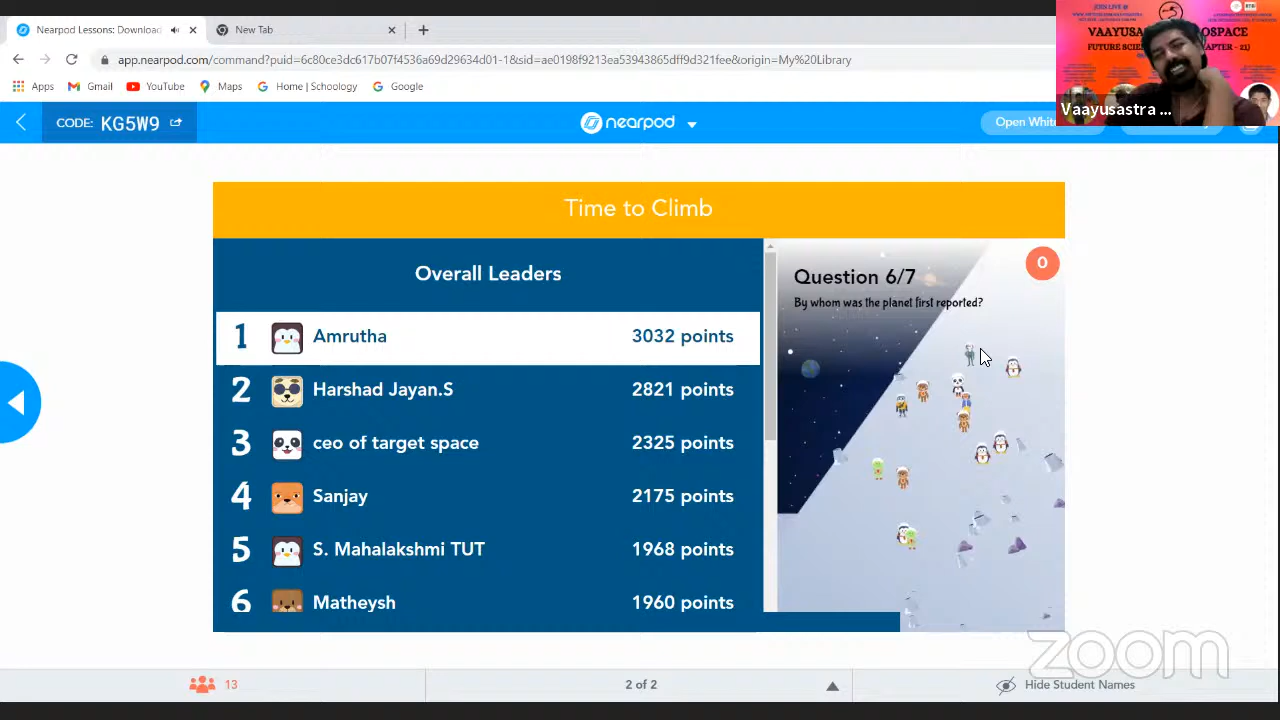 Nearpod Lessons: Download
New Tab
app.nearpod.com/command?puid=6c80ce3dc617b07f4536a69d29634d01-1&sid=ae0198f9213ea53943865dff9d321fee&origin=My%20Library
Apps
Gmail
YouTube
Maps
Home | Schoology
Google
Vaayusastra ...
CODE: KG5W9
nearpod
Open Whit
Time to Climb
Overall Leaders
1 Amrutha 3032 points
2 Harshad Jayan.S 2821 points
3 ceo of target space 2325 points
4 Sanjay 2175 points
5 S. Mahalakshmi TUT 1968 points
6 Matheysh 1960 points
Question 6/7
By whom was the planet first reported?
0
zoom
13
2 of 2
Hide Student Names